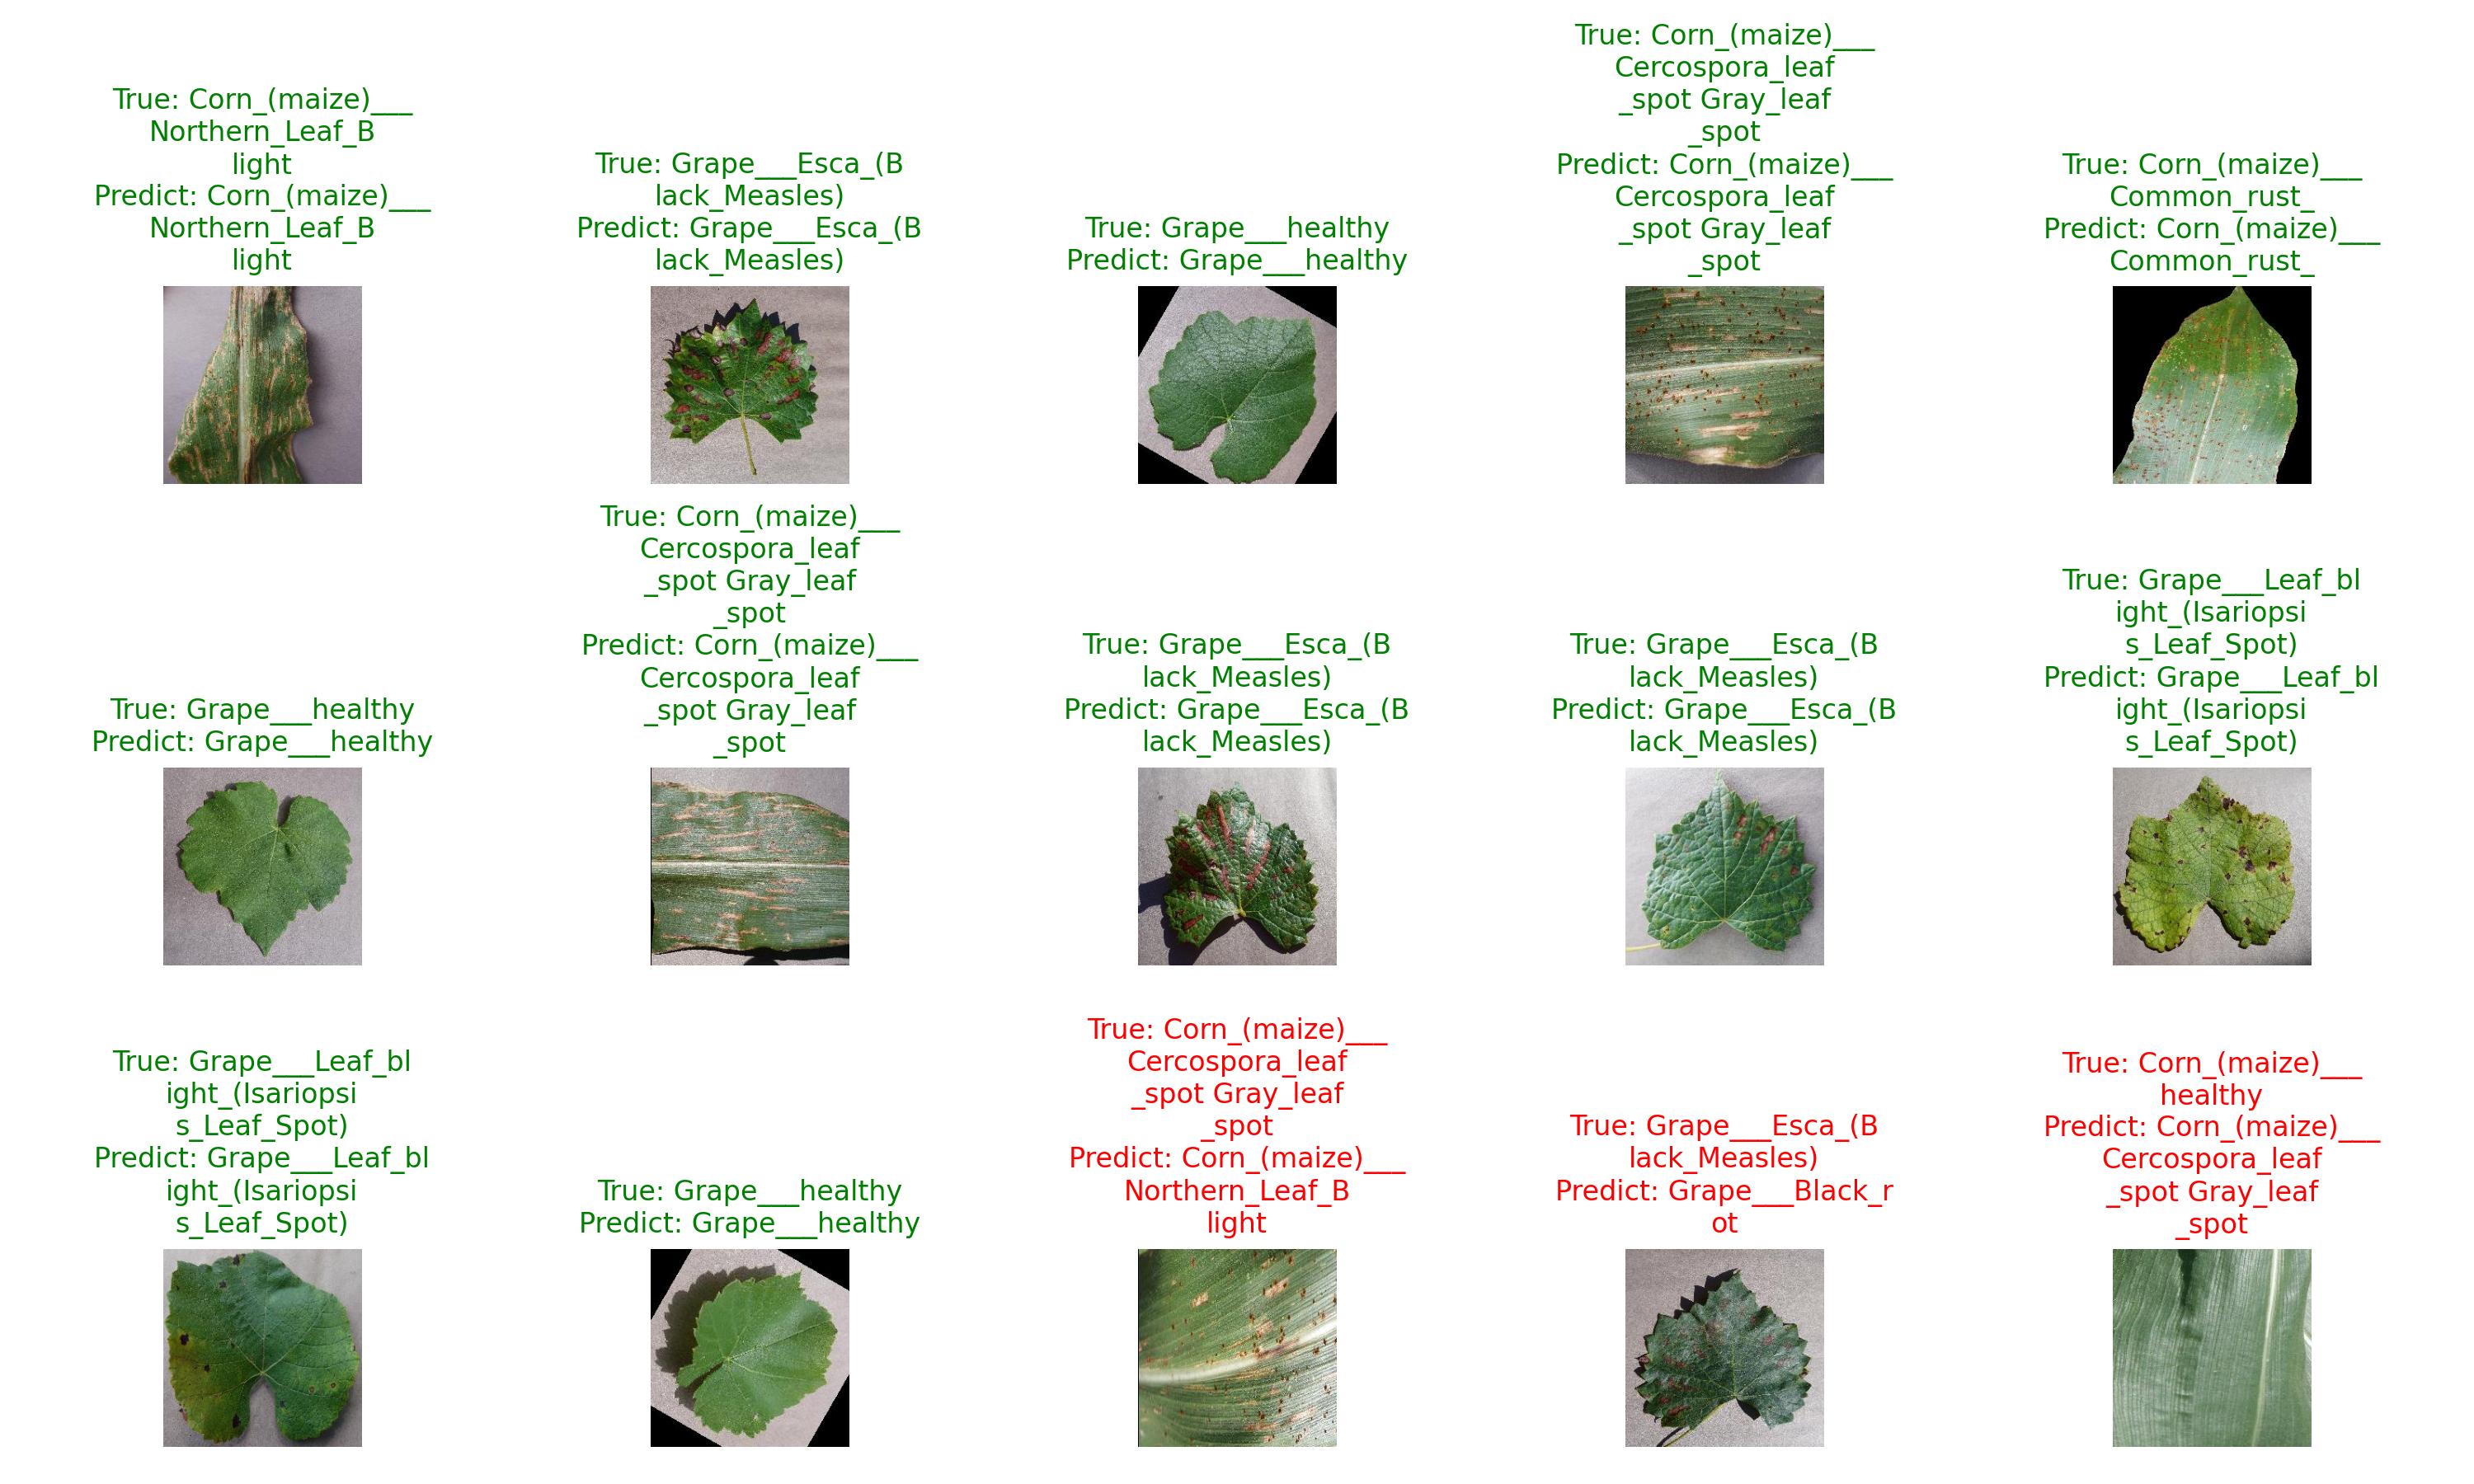 True: Corn_(maize)___
Northern_Leaf_B
light
Predict: Corn_(maize)___
Northern_Leaf_B
light
True: Grape___Esca_(B
lack_Measles)
Predict: Grape___Esca_(B
lack_Measles)
True: Grape___healthy
Predict: Grape___healthy
True: Corn_(maize)___
Cercospora_leaf
_spot Gray_leaf
_spot
Predict: Corn_(maize)___
Cercospora_leaf
_spot Gray_leaf
_spot
True: Corn_(maize)___
Common_rust_
Predict: Corn_(maize)___
Common_rust_
True: Grape___healthy
Predict: Grape___healthy
True: Corn_(maize)___
Cercospora_leaf
_spot Gray_leaf
_spot
Predict: Corn_(maize)___
Cercospora_leaf
_spot Gray_leaf
_spot
True: Grape___Esca_(B
lack_Measles)
Predict: Grape___Esca_(B
lack_Measles)
True: Grape___Esca_(B
lack_Measles)
Predict: Grape___Esca_(B
lack_Measles)
True: Grape___Leaf_bl
ight_(Isariopsi
s_Leaf_Spot)
Predict: Grape___Leaf_bl
ight_(Isariopsi
s_Leaf_Spot)
True: Grape___Leaf_bl
ight_(Isariopsi
s_Leaf_Spot)
Predict: Grape___Leaf_bl
ight_(Isariopsi
s_Leaf_Spot)
True: Grape___healthy
Predict: Grape___healthy
True: Corn_(maize)___
Cercospora_leaf
_spot Gray_leaf
_spot
Predict: Corn_(maize)___
Northern_Leaf_B
light
True: Grape___Esca_(B
lack_Measles)
Predict: Grape___Black_r
ot
True: Corn_(maize)___
healthy
Predict: Corn_(maize)___
Cercospora_leaf
_spot Gray_leaf
_spot